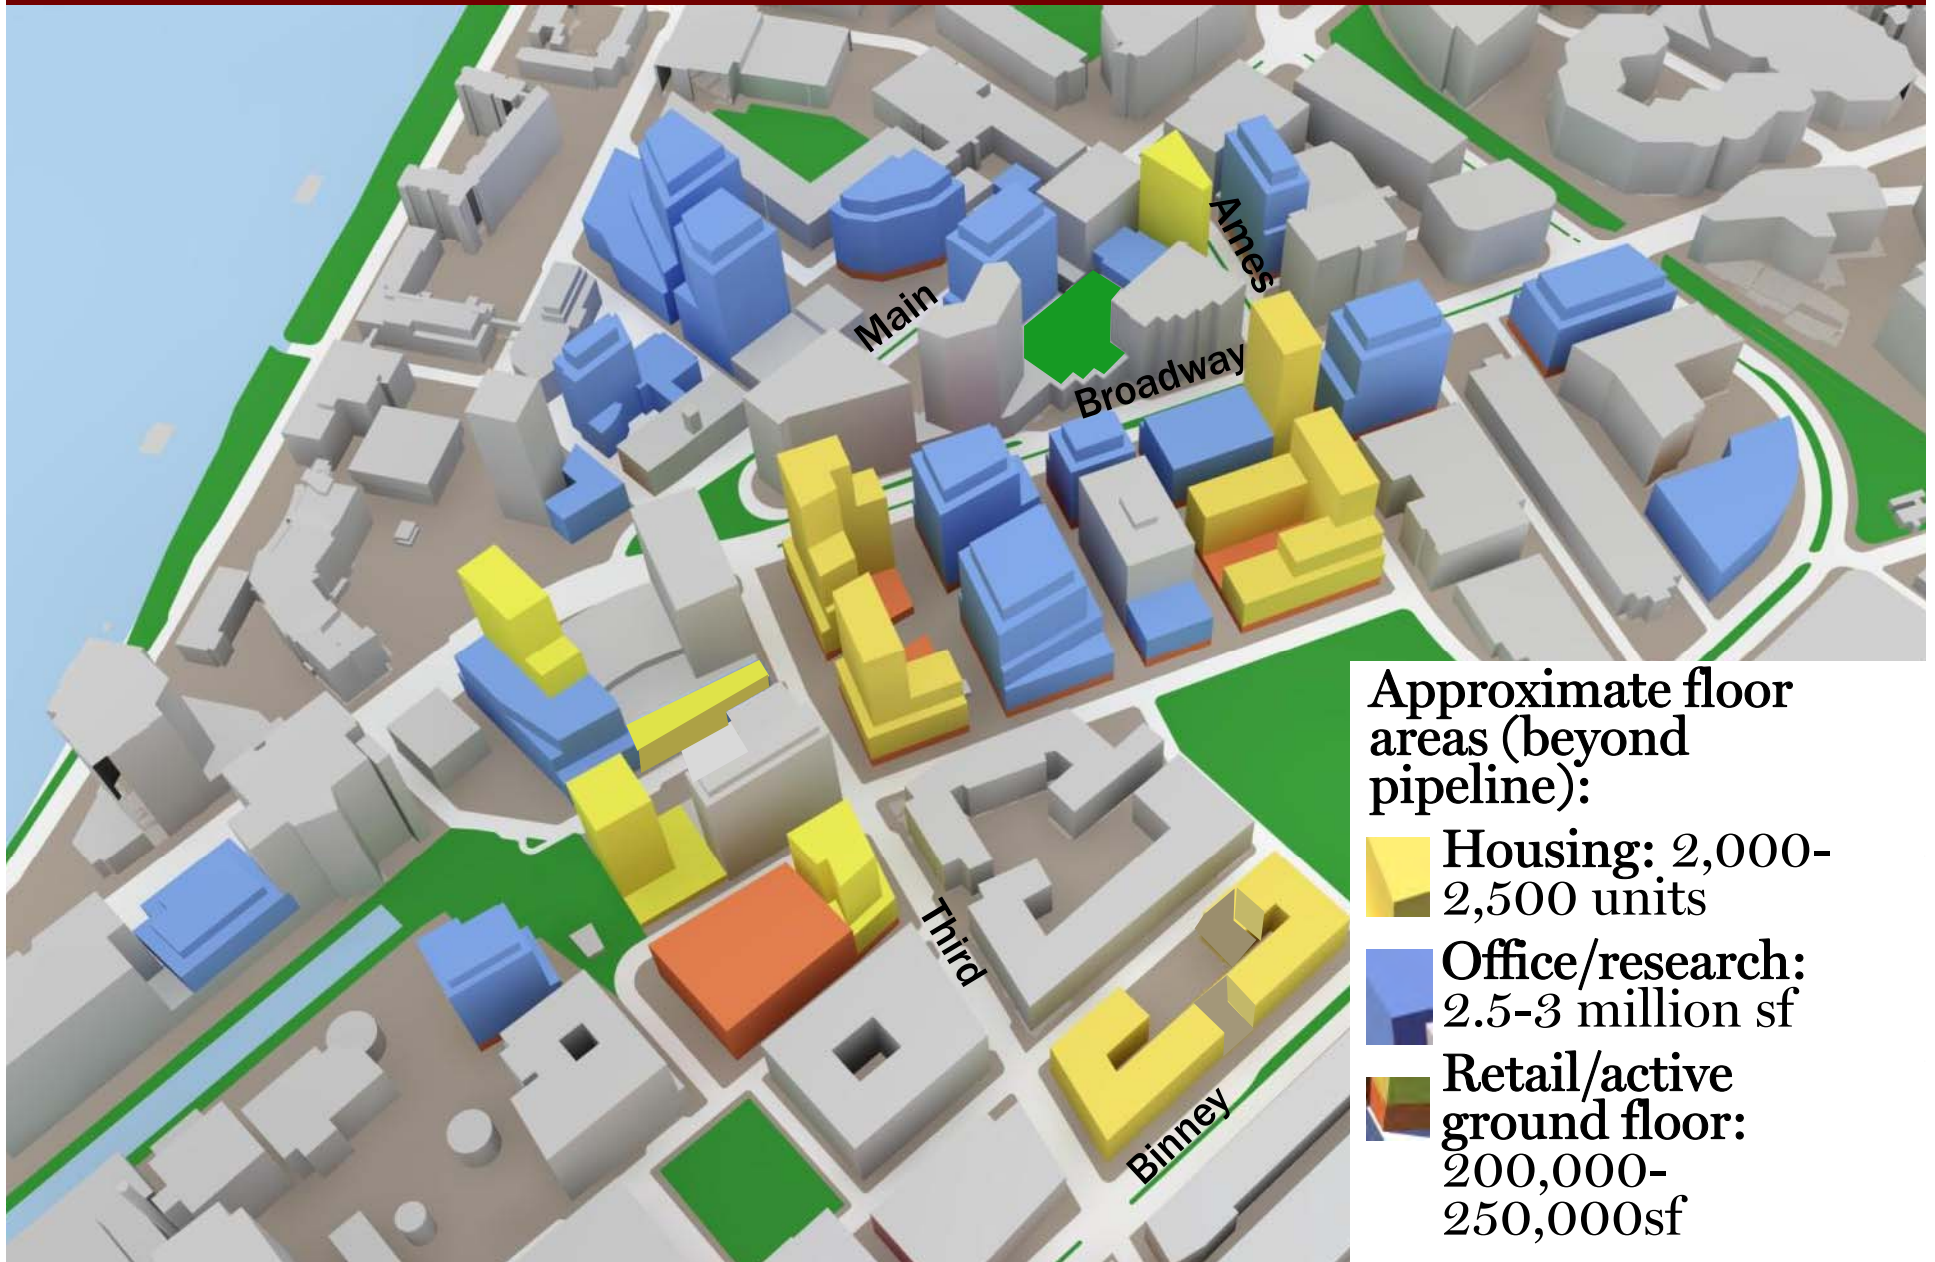 Ames
Main
Broadway
Third
Binney
Approximate floor
areas (beyond
pipeline):
Housing: 2,000-
2,500 units
Office/research:
2.5-3 million sf
Retail/active
ground floor:
200,000-
250,000sf